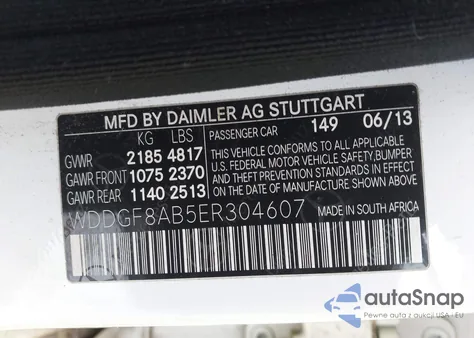 MFD BY DAIMLER AG STUTTGART
KG LBS PASSENGER CAR 149 06/13
GVWR 2185 4817
GAWR FRONT 1075 2370
GAWR REAR 1140 2513
THIS VEHICLE CONFORMS TO ALL APPLICABLE
U.S. FEDERAL MOTOR VEHICLE SAFETY, BUMPER
AND THEFT PREVENTION STANDARDS IN EFFECT
ON THE DATE OF MANUFACTURE SHOWN ABOVE.
WDDGF8AB5ER304607 MADE IN SOUTH AFRICA
autoSnap
Pewne auta z aukcji USA i EU